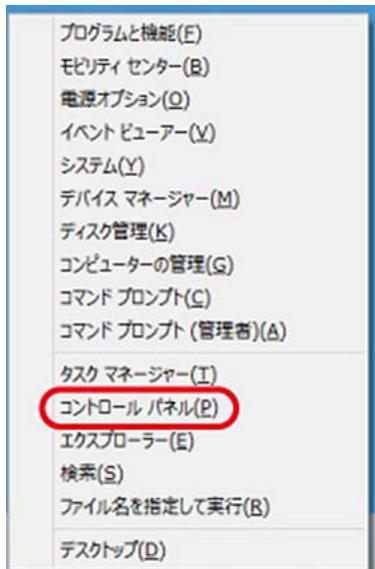 プログラムと機能(F)
モビリティ センター(B)
電源オプション(O)
イベント ビューアー(V)
システム(Y)
デバイス マネージャー(M)
ディスク管理(K)
コンピューターの管理(G)
コマンド プロンプト(C)
コマンド プロンプト (管理者)(A)
タスク マネージャー(T)
コントロール パネル(P)
エクスプローラー(E)
検索(S)
ファイル名を指定して実行(R)
デスクトップ(D)